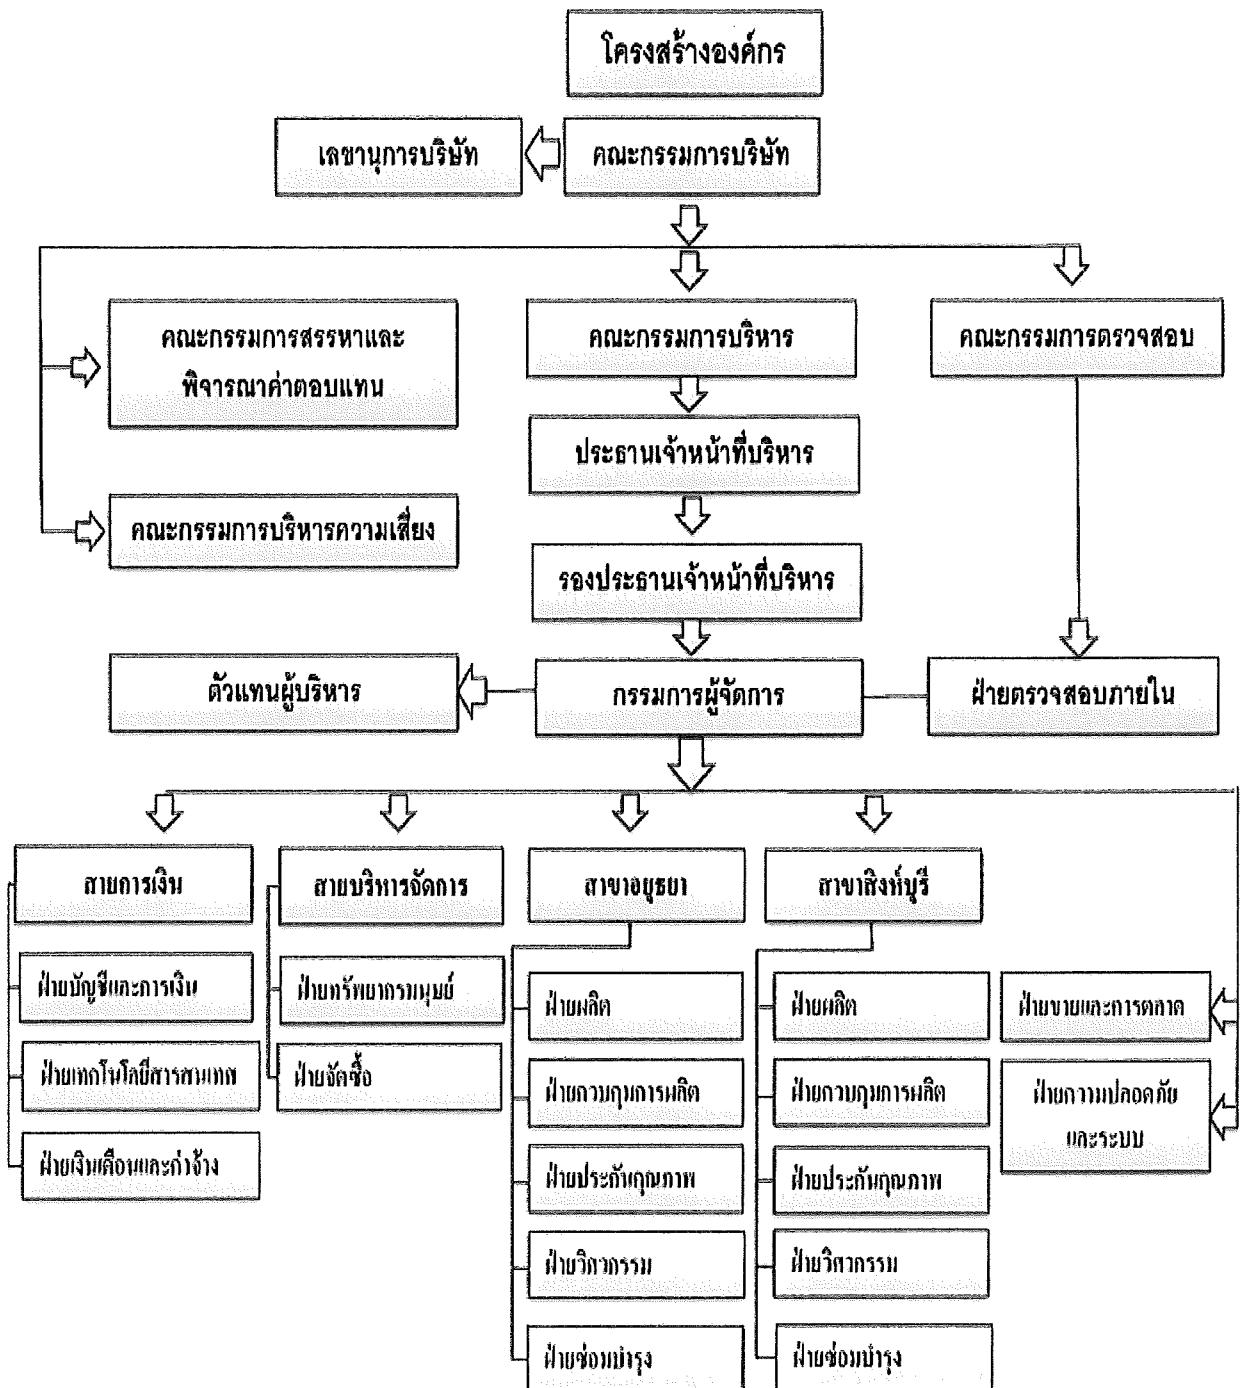 โครงสร้างองค์กร
เลขานุการบริษัท
คณะกรรมการบริษัท
คณะกรรมการสรรหาและ
พิจารณาค่าตอบแทน
คณะกรรมการบริหาร
คณะกรรมการตรวจสอบ
ประธานเจ้าหน้าที่บริหาร
คณะกรรมการบริหารความเสี่ยง
รองประธานเจ้าหน้าที่บริหาร
ตัวแทนผู้บริหาร
กรรมการผู้จัดการ
ฝ่ายตรวจสอบภายใน
สายการเงิน
สายบริหารจัดการ
สาขาอยุธยา
สาขาสิงห์บุรี
ฝ่ายบัญชีและการเงิน
ฝ่ายเทคโนโลยีสารสนเทศ
ฝ่ายเงินเดือนและค่าจ้าง
ฝ่ายทรัพยากรมนุษย์
ฝ่ายจัดซื้อ
ฝ่ายผลิต
ฝ่ายควบคุมการผลิต
ฝ่ายประกันคุณภาพ
ฝ่ายวิศวกรรม
ฝ่ายซ่อมบำรุง
ฝ่ายผลิต
ฝ่ายควบคุมการผลิต
ฝ่ายประกันคุณภาพ
ฝ่ายวิศวกรรม
ฝ่ายซ่อมบำรุง
ฝ่ายขายและการตลาด
ฝ่ายความปลอดภัย
และระบบ